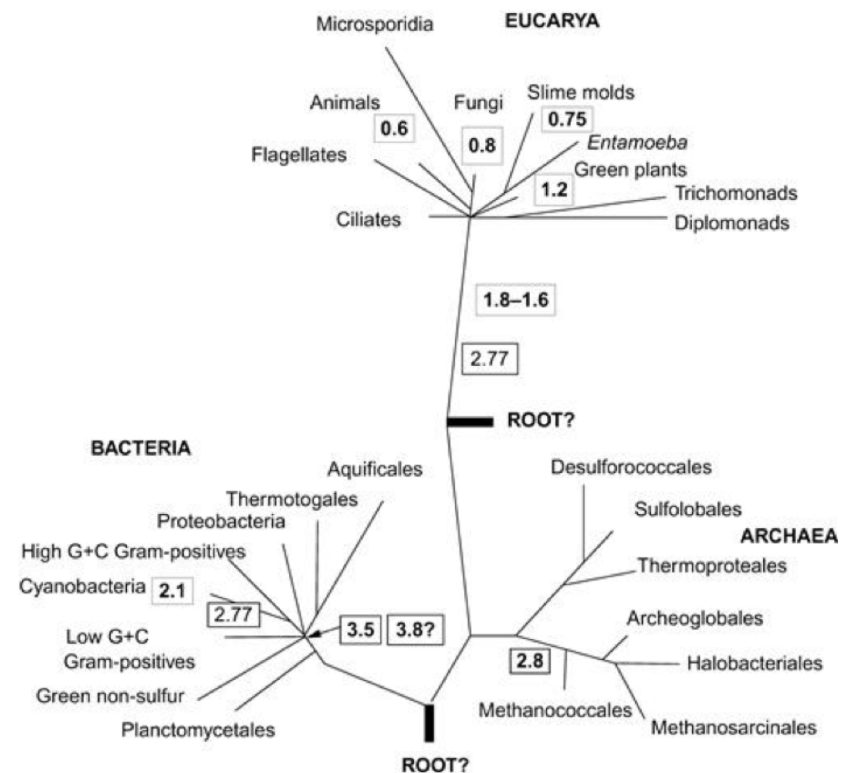 EUCARYA
Microsporidia
Slime molds
Animals
Fungi
0.6
0.75
0.8
Entamoeba
Flagellates
Green plants
1.2
Trichomonads
Ciliates
Diplomonads
1.8–1.6
2.77
ROOT?
BACTERIA
Aquificales
Thermotogales
Proteobacteria
High G+C Gram-positives
Cyanobacteria
2.1
2.77
Low G+C
Gram-positives
3.5
3.8?
Green non-sulfur
Planctomycetales
Desulforococcales
Sulfolobales
ARCHAEA
Thermoproteales
Archeoglobales
2.8
Halobacteriales
Methanococcales
Methanosarcinales
ROOT?